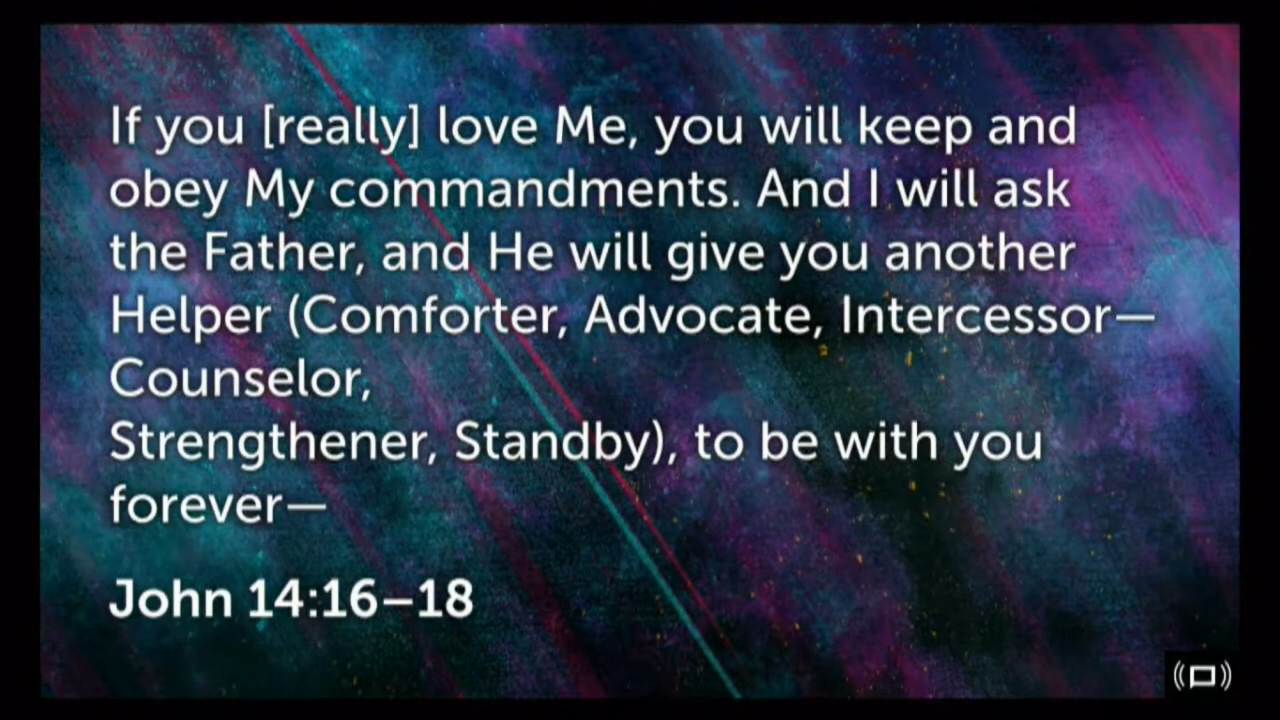 If you [really] love Me, you will keep and
obey My commandments. And I will ask
the Father, and He will give you another
Helper (Comforter, Advocate, Intercessor—
Counselor,
Strengthener, Standby), to be with you
forever—
John 14:16–18